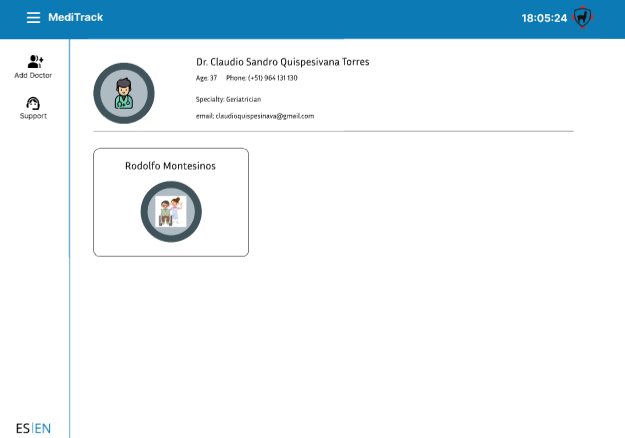 MediTrack
18:05:24
Add Doctor
Support
Dr. Claudio Sandro Quispesivana Torres
Age: 37 Phone: (+51) 964 131 130
Specialty: Geriatrician
email: claudioquispesinava@gmail.com
Rodolfo Montesinos
ES|EN